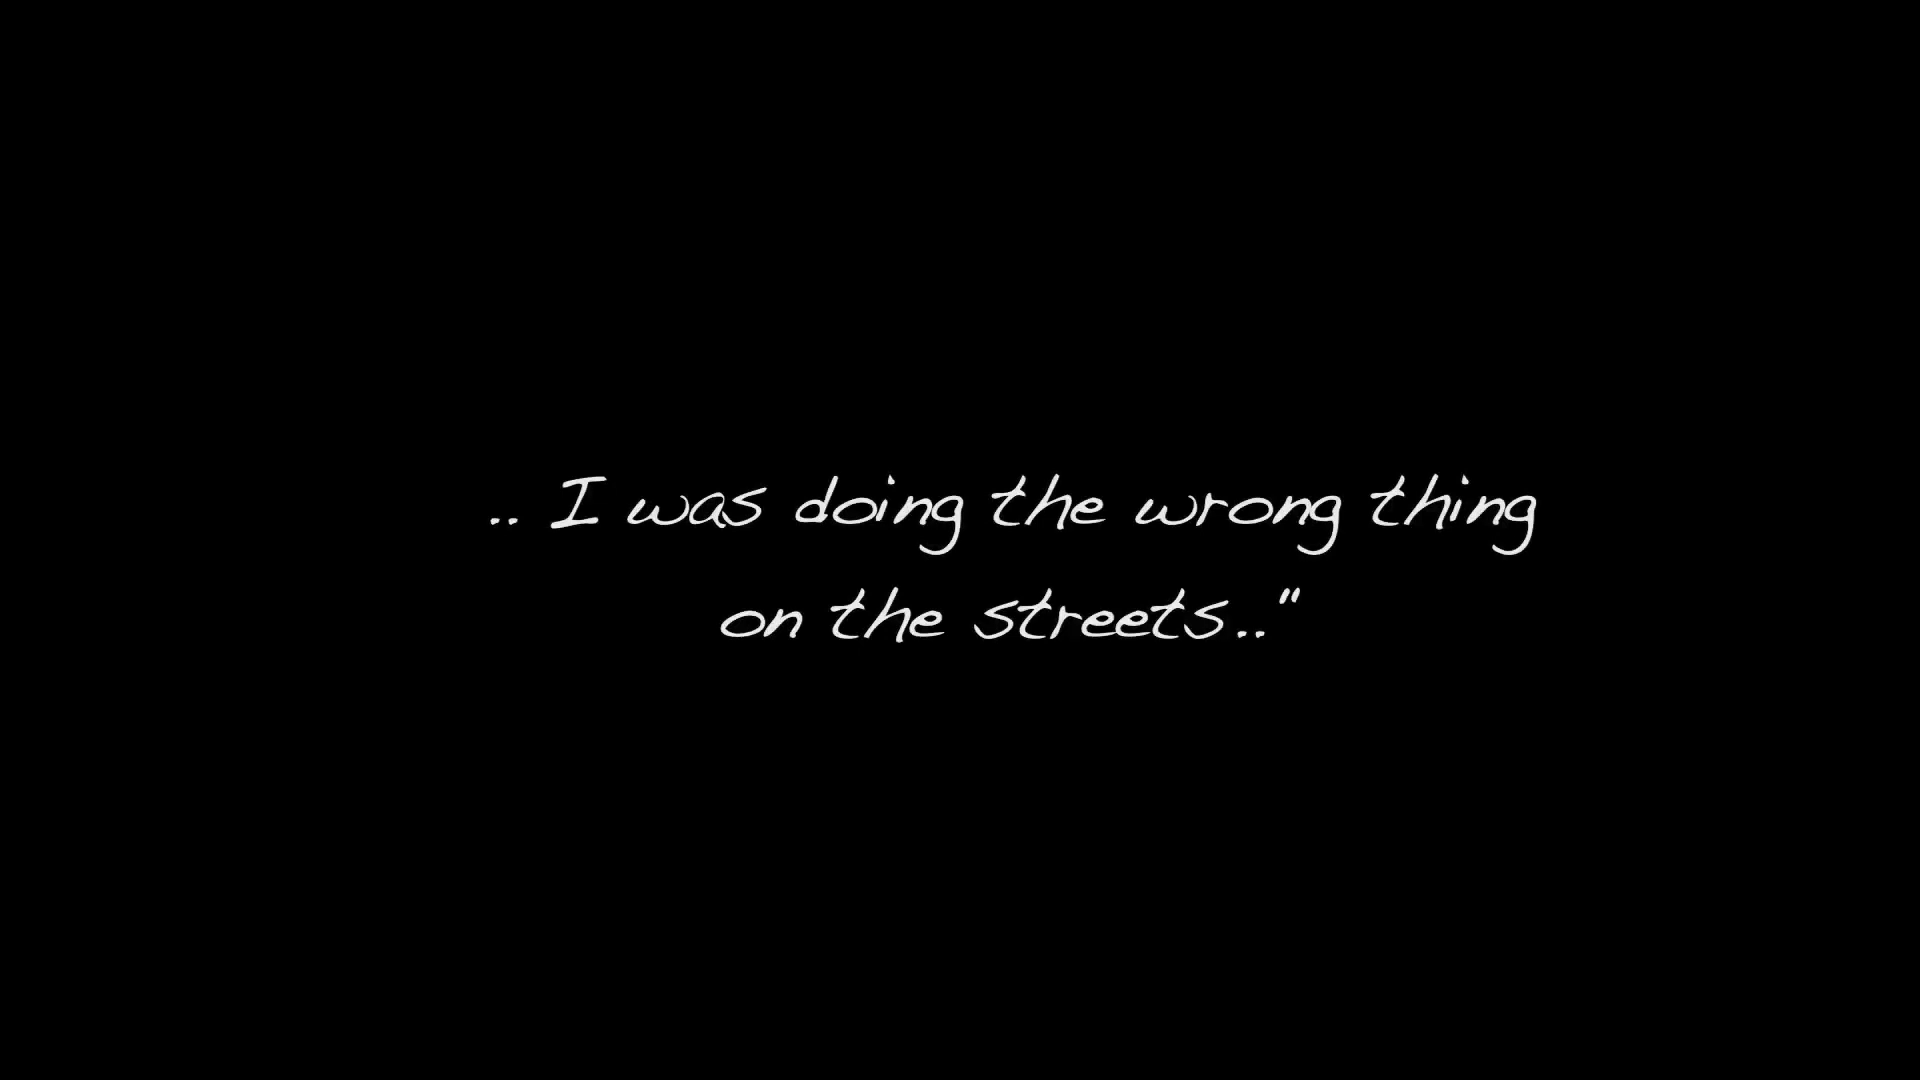 .. I was doing the wrong thing
on the streets.."